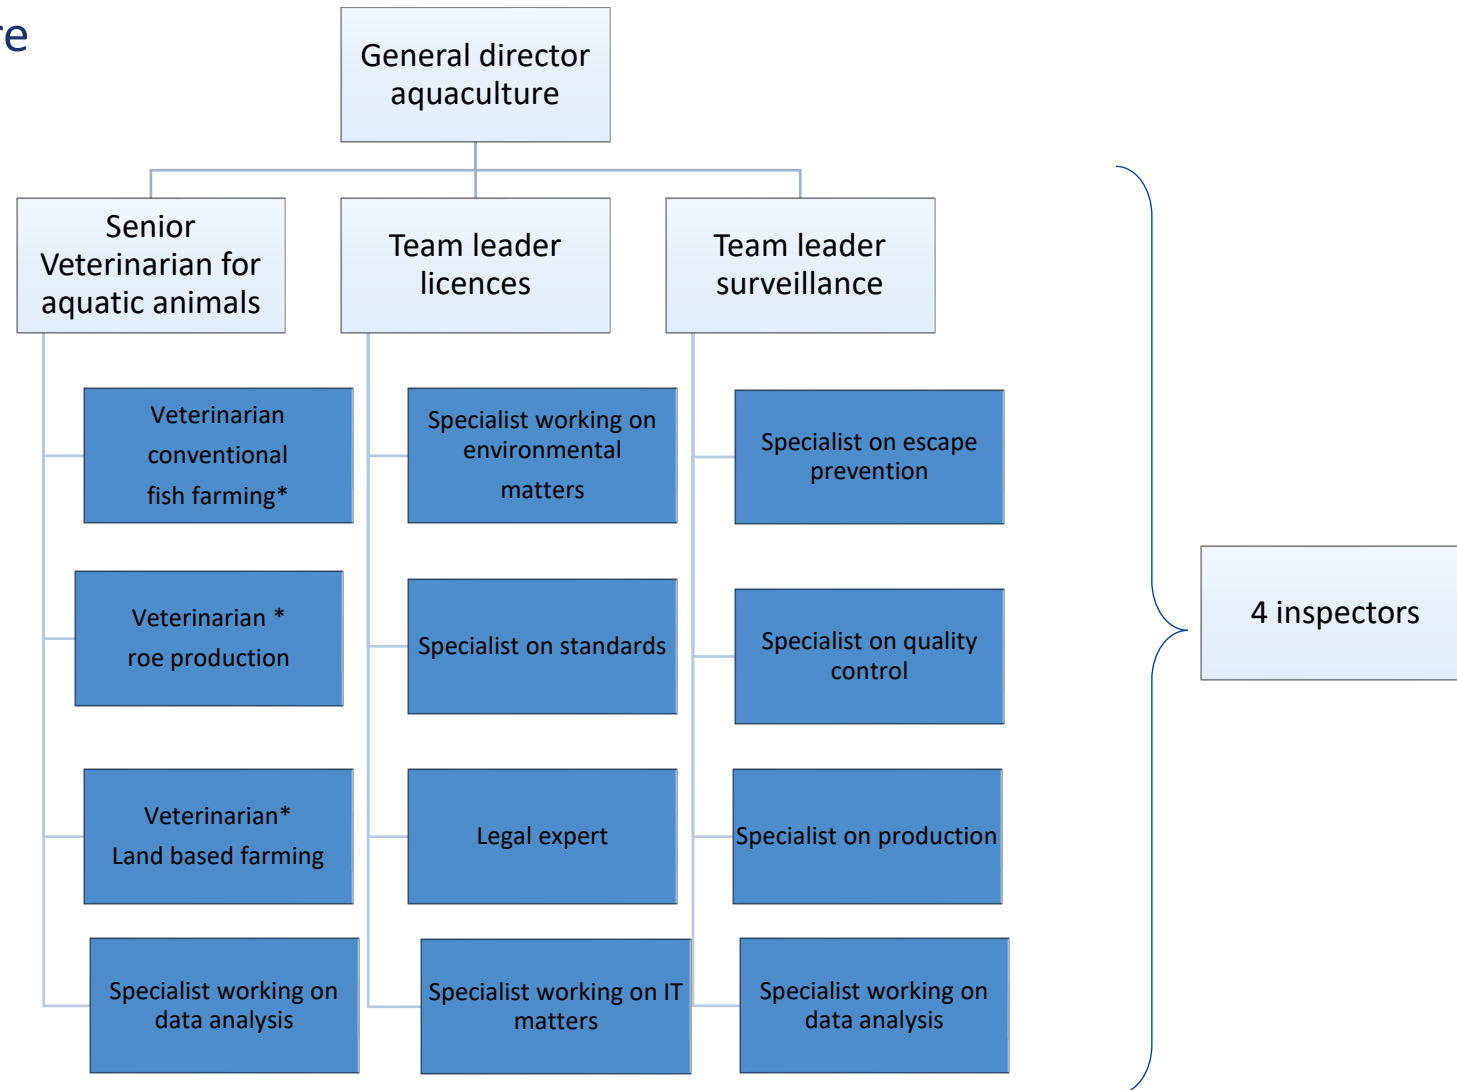 re
General director
aquaculture
Senior
Veterinarian for
aquatic animals
Team leader
licences
Team leader
surveillance
Veterinarian
conventional
fish farming*
Specialist working on
environmental
matters
Specialist on escape
prevention
Veterinarian *
roe production
Specialist on standards
Specialist on quality
control
4 inspectors
Veterinarian*
Land based farming
Legal expert
Specialist on production
Specialist working on
data analysis
Specialist working on IT
matters
Specialist working on
data analysis